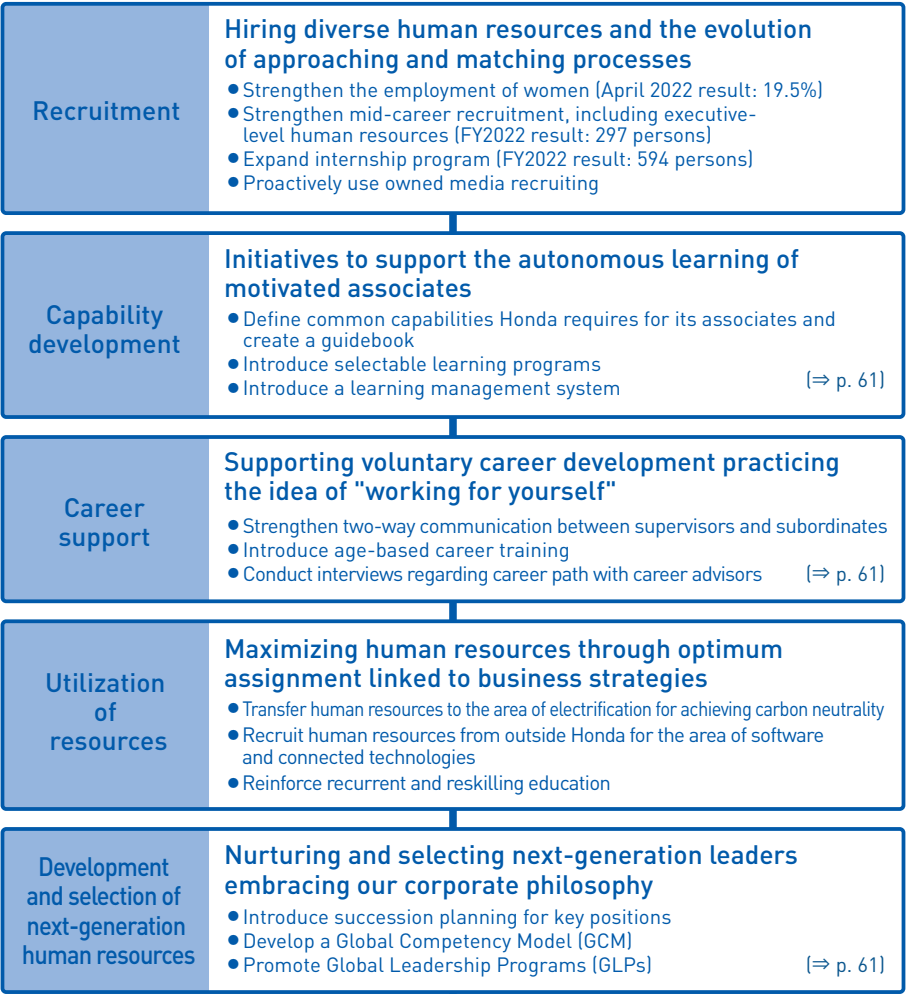 Recruitment
Hiring diverse human resources and the evolution
of approaching and matching processes
● Strengthen the employment of women (April 2022 result: 19.5%)
● Strengthen mid-career recruitment, including executive-
level human resources (FY2022 result: 297 persons)
● Expand internship program (FY2022 result: 594 persons)
● Proactively use owned media recruiting
Capability
development
Initiatives to support the autonomous learning of
motivated associates
● Define common capabilities Honda requires for its associates and
create a guidebook
● Introduce selectable learning programs
● Introduce a learning management system (⇒ p. 61)
Career
support
Supporting voluntary career development practicing
the idea of "working for yourself"
● Strengthen two-way communication between supervisors and subordinates
● Introduce age-based career training
● Conduct interviews regarding career path with career advisors (⇒ p. 61)
Utilization
of
resources
Maximizing human resources through optimum
assignment linked to business strategies
● Transfer human resources to the area of electrification for achieving carbon neutrality
● Recruit human resources from outside Honda for the area of software
and connected technologies
● Reinforce recurrent and reskilling education
Development
and selection of
next-generation
human resources
Nurturing and selecting next-generation leaders
embracing our corporate philosophy
● Introduce succession planning for key positions
● Develop a Global Competency Model (GCM)
● Promote Global Leadership Programs (GLPs) (⇒ p. 61)